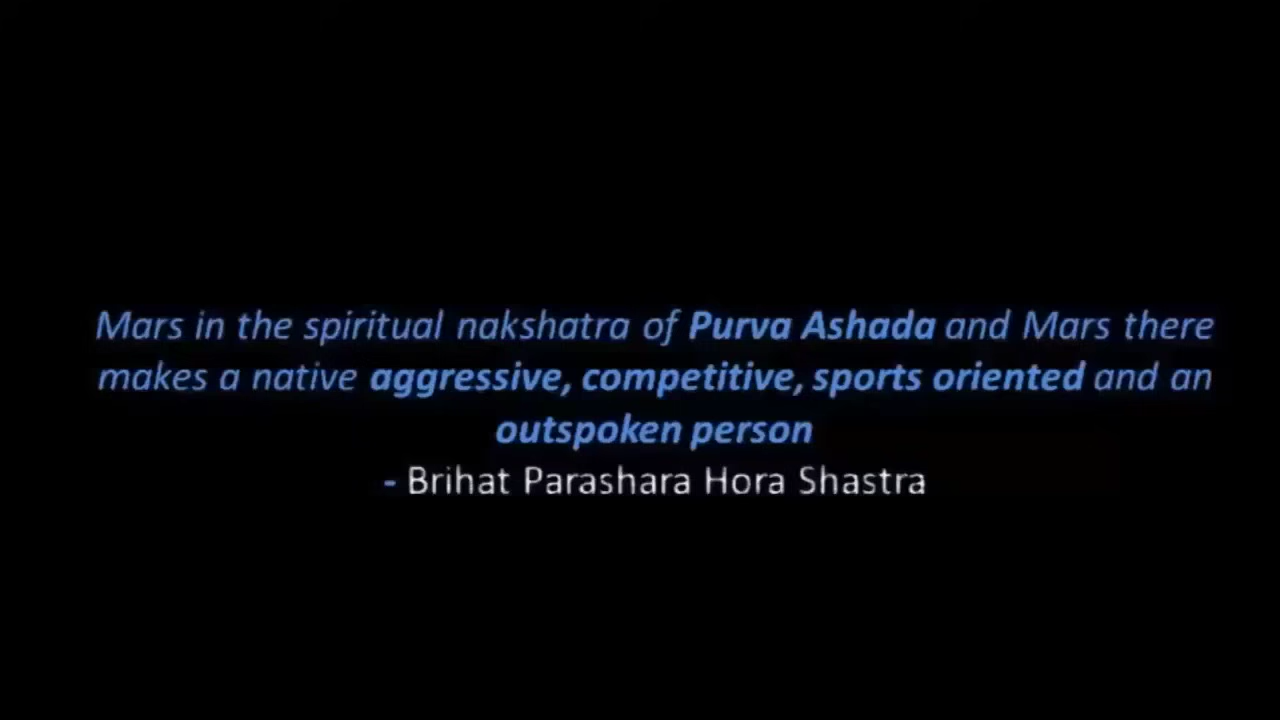 Mars in the spiritual nakshatra of Purva Ashada and Mars there
makes a native aggressive, competitive, sports oriented and an
outspoken person
- Brihat Parashara Hora Shastra